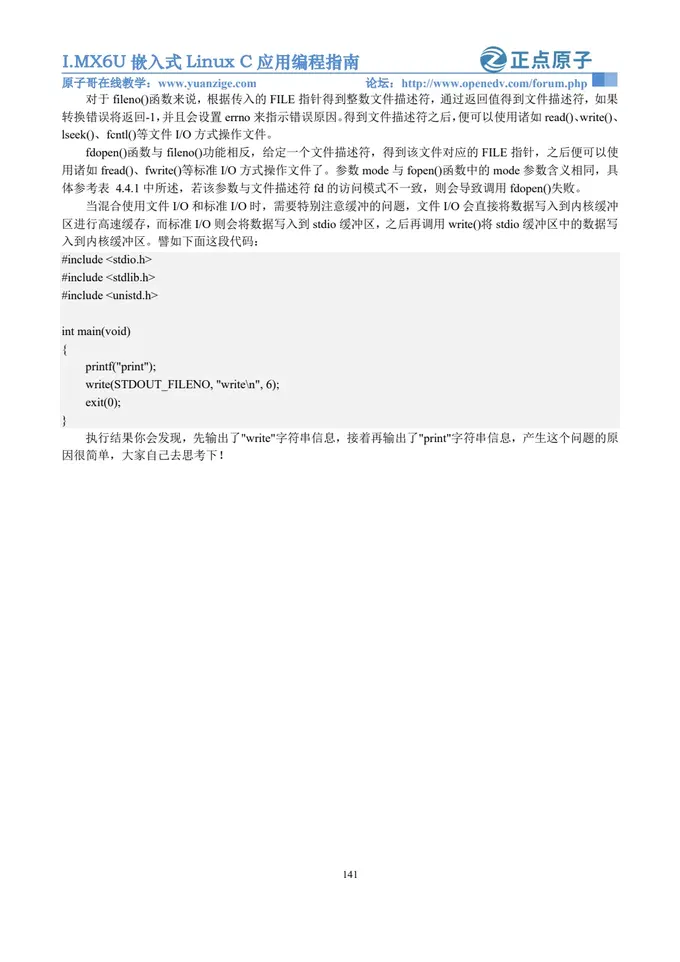 I.MX6U 嵌入式 Linux C 应用编程指南
正点原子
原子哥在线教学：www.yuanzige.com 论坛：http://www.openedv.com/forum.php
对于 fileno()函数来说，根据传入的 FILE 指针得到整数文件描述符，通过返回值得到文件描述符，如果
转换错误将返回-1，并且会设置 errno 来指示错误原因。得到文件描述符之后，便可以使用诸如 read()、write()、
lseek()、fcntl()等文件 I/O 方式操作文件。
fdopen()函数与 fileno()功能相反，给定一个文件描述符，得到该文件对应的 FILE 指针，之后便可以使
用诸如 fread()、fwrite()等标准 I/O 方式操作文件了。参数 mode 与 fopen()函数中的 mode 参数含义相同，具
体参考表 4.4.1 中所述，若该参数与文件描述符 fd 的访问模式不一致，则会导致调用 fdopen()失败。
当混合使用文件 I/O 和标准 I/O 时，需要特别注意缓冲的问题，文件 I/O 会直接将数据写入到内核缓冲
区进行高速缓存，而标准 I/O 则会将数据写入到 stdio 缓冲区，之后再调用 write()将 stdio 缓冲区中的数据写
入到内核缓冲区。譬如下面这段代码：
#include <stdio.h>
#include <stdlib.h>
#include <unistd.h>
int main(void)
{
printf("print");
write(STDOUT_FILENO, "write\n", 6);
exit(0);
}
执行结果你会发现，先输出了"write"字符串信息，接着再输出了"print"字符串信息，产生这个问题的原
因很简单，大家自己去思考下！
141